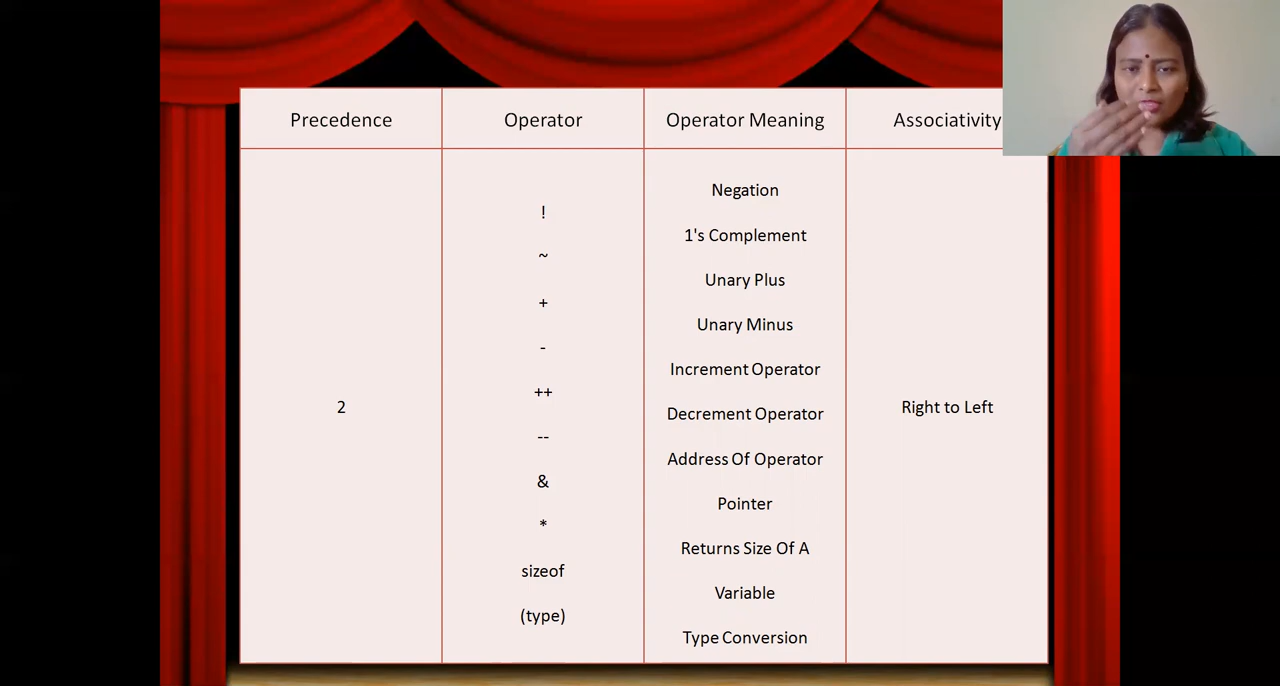 Precedence
Operator
Operator Meaning
Associativity
2
!
~
+
-
++
--
&
*
sizeof
(type)
Negation
1's Complement
Unary Plus
Unary Minus
Increment Operator
Decrement Operator
Address Of Operator
Pointer
Returns Size Of A
Variable
Type Conversion
Right to Left